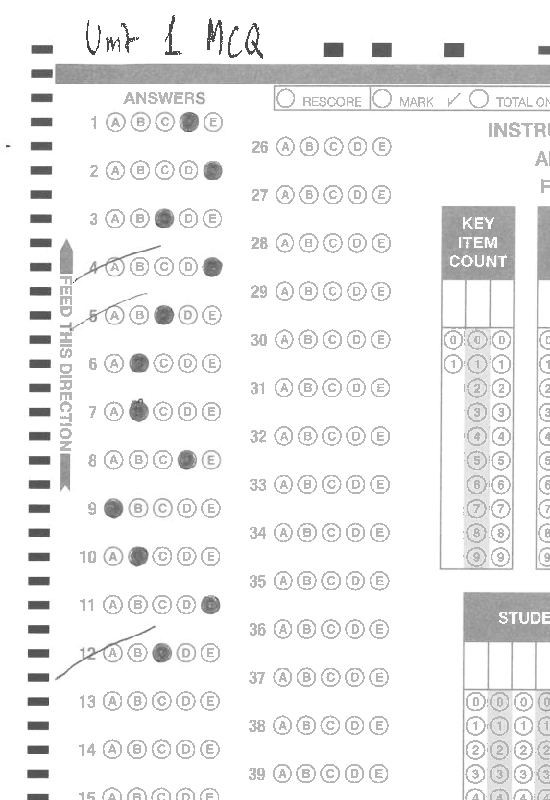 Unit 1 MCQ
ANSWERS
RESCORE MARK ✓ TOTAL ON
INSTRU
A
F
FEED THIS DIRECTION
KEY
ITEM
COUNT
1 A B C E
2 A B C D
3 A B D E
4 A B C D
5 A B D E
6 A C D E
7 A C D E
8 A B C E
9 B C D E
10 A C D E
11 A B C D
12 A B D E
13 A B C D E
14 A B C D E
15
26 A B C D E
27 A B C D E
28 A B C D E
29 A B C D E
30 A B C D E
31 A B C D E
32 A B C D E
33 A B C D E
34 A B C D E
35 A B C D E
36 A B C D E
37 A B C D E
38 A B C D E
39 A B C D E
0 0 0
1 1 1
2 2
3 3
4 4
5 5
6 6
7 7
8 8
9 9
STUDE
0 0 0 0
1 1 1 1
2 2 2 2
3 3 3 3